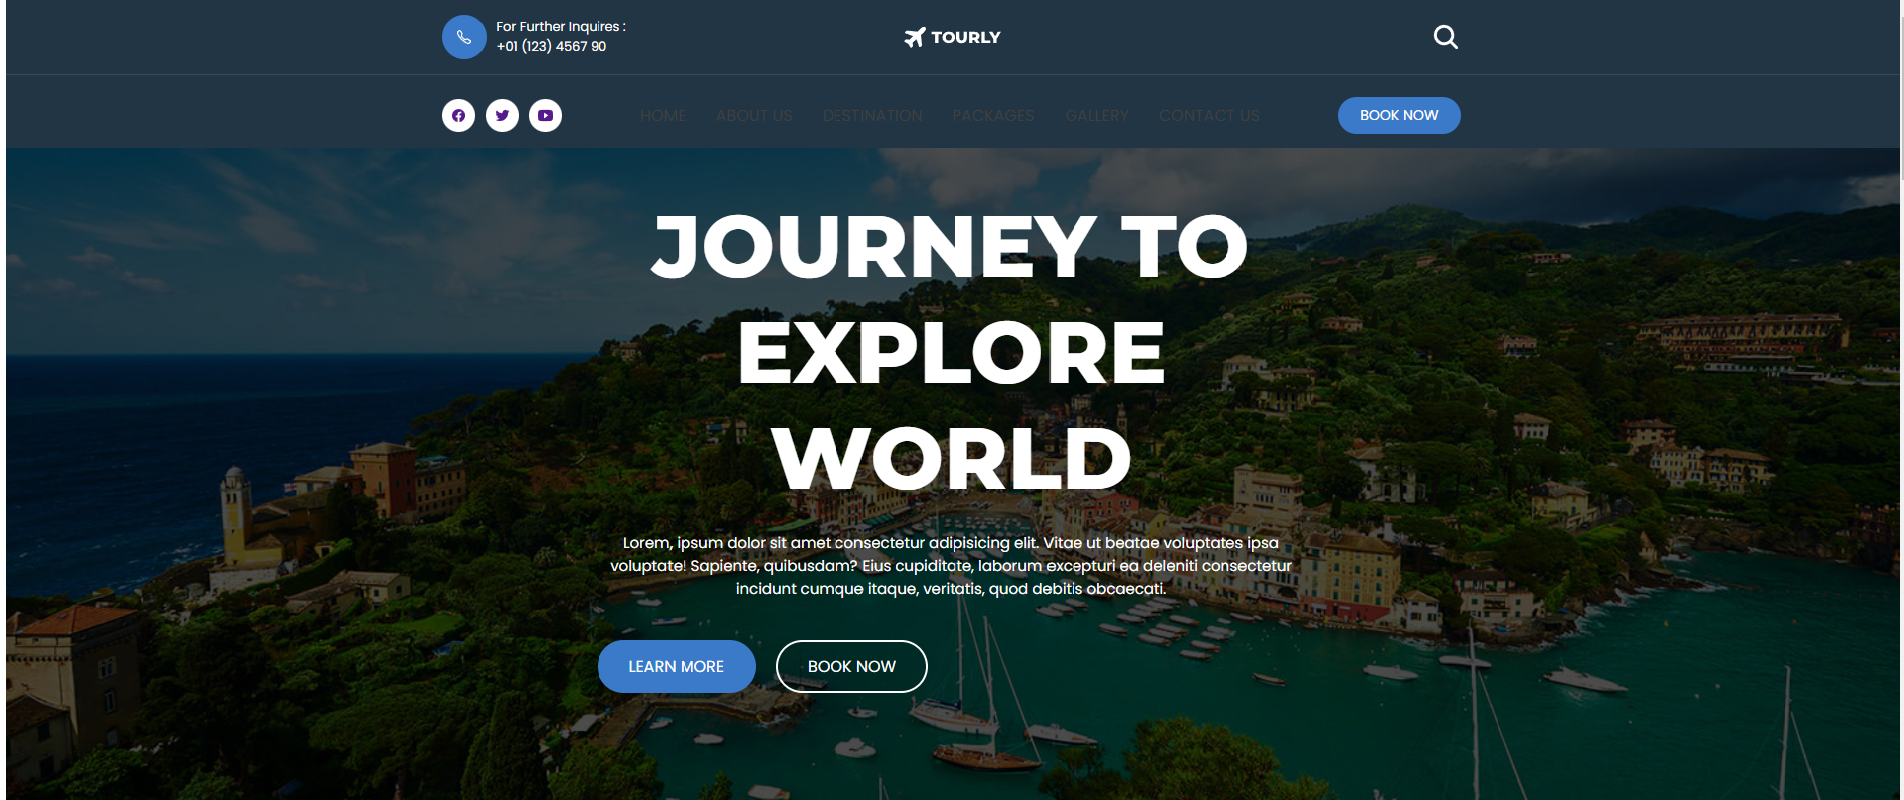 For Further Inquires :
+01 (123) 4567 90
TOURLY
HOME ABOUT US DESTINATION PACKAGES GALLERY CONTACT US BOOK NOW
JOURNEY TO
EXPLORE
WORLD
Lorem, ipsum dolor sit amet consectetur adipisicing elit. Vitae ut beatae voluptates ipsa
voluptate! Sapiente, quibusdam? Eius cupiditate, laborum excepturi ea deleniti consectetur
incidunt cumque itaque, veritatis, quod debitis obcaecati.
LEARN MORE BOOK NOW